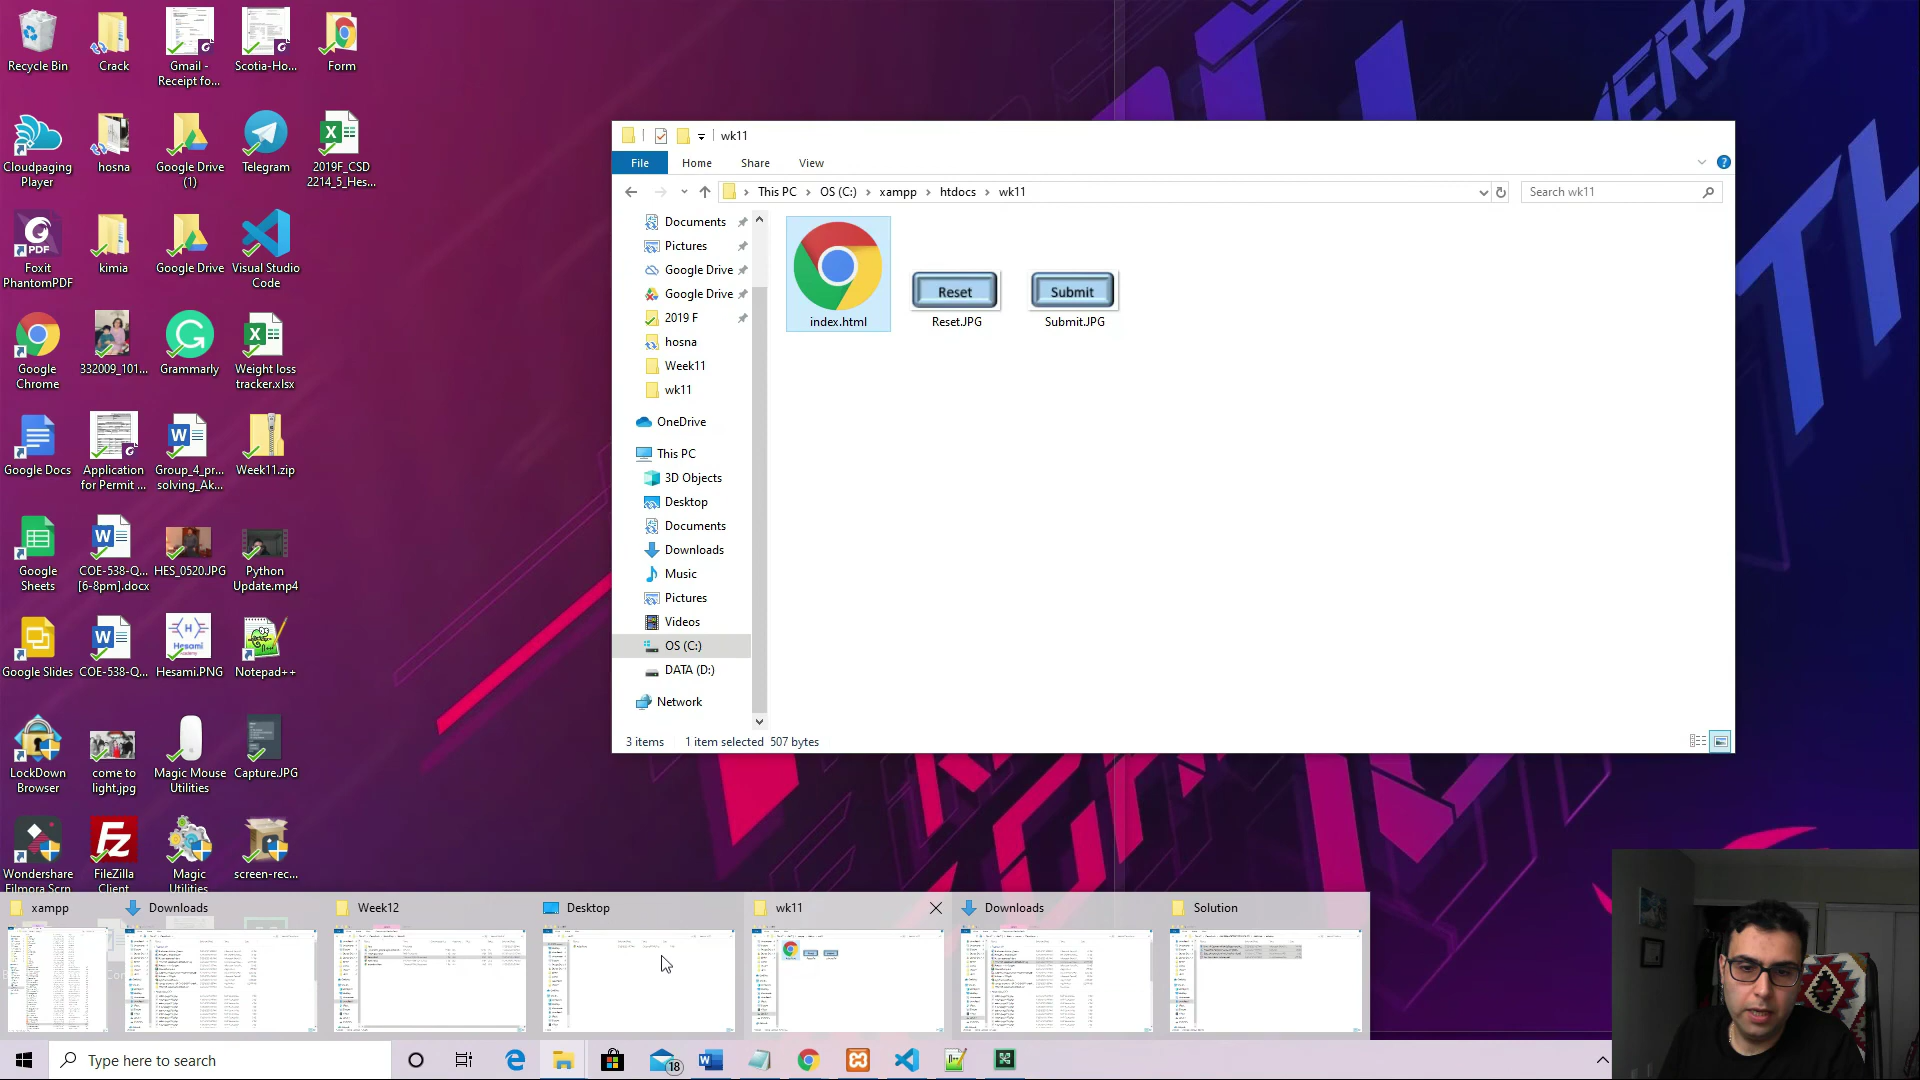 Recycle Bin
Crack
Gmail -
Receipt fo...
Scotia-Ho...
Form
Cloudpaging
Player
hosna
Google Drive
(1)
Telegram
2019F_CSD
2214_5_Hes...
PDF
Foxit
PhantomPDF
kimia
Google Drive
Visual Studio
Code
Google
Chrome
332009_101...
Grammarly
Weight loss
tracker.xlsx
Google Docs
Application
for Permit ...
Group_4_pr...
solving_Ak...
Week11.zip
Google
Sheets
COE-538-Q...
[6-8pm].docx
HES_0520.JPG
Python
Update.mp4
Google Slides
COE-538-Q...
Hesami
Hesami.PNG
Notepad++
LockDown
Browser
come to
light.jpg
Magic Mouse
Utilities
Capture.JPG
Wondershare
Filmora Scrn
FileZilla
Client
Magic
Utilities
screen-rec...
wk11
File
Home
Share
View
This PC
OS (C:)
xampp
htdocs
wk11
Search wk11
Documents
Pictures
Google Drive
Google Drive
2019 F
hosna
Week11
wk11
OneDrive
This PC
3D Objects
Desktop
Documents
Downloads
Music
Pictures
Videos
OS (C:)
DATA (D:)
Network
index.html
Reset
Reset.JPG
Submit
Submit.JPG
3 items
1 item selected 507 bytes
xampp
Downloads
Week12
Desktop
wk11
Downloads
Solution
Type here to search
18